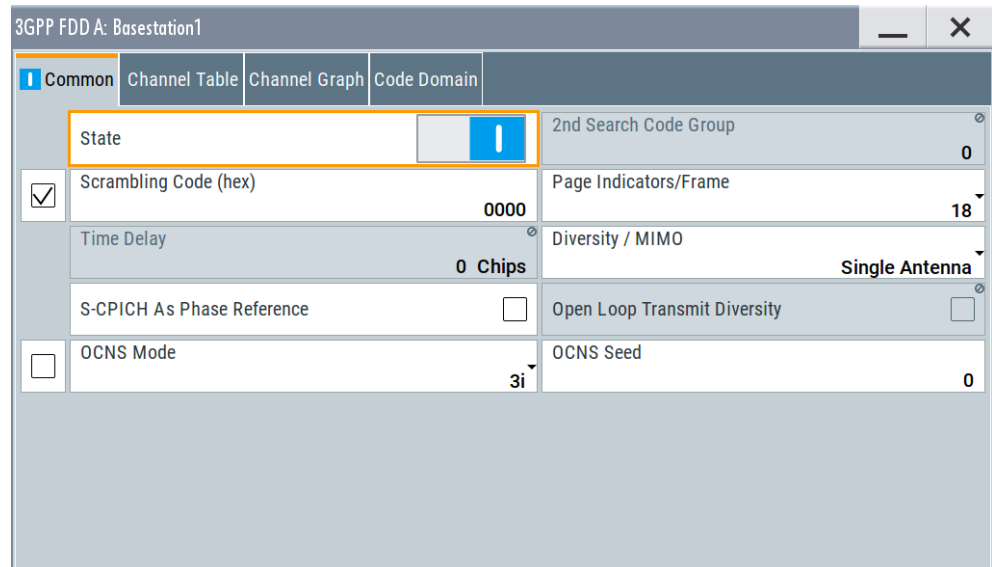 3GPP FDD A: Basestation1
Common Channel Table Channel Graph Code Domain
State
2nd Search Code Group
0
Scrambling Code (hex)
0000
Page Indicators/Frame
18
Time Delay
0 Chips
Diversity / MIMO
Single Antenna
S-CPICH As Phase Reference
Open Loop Transmit Diversity
OCNS Mode
3i
OCNS Seed
0